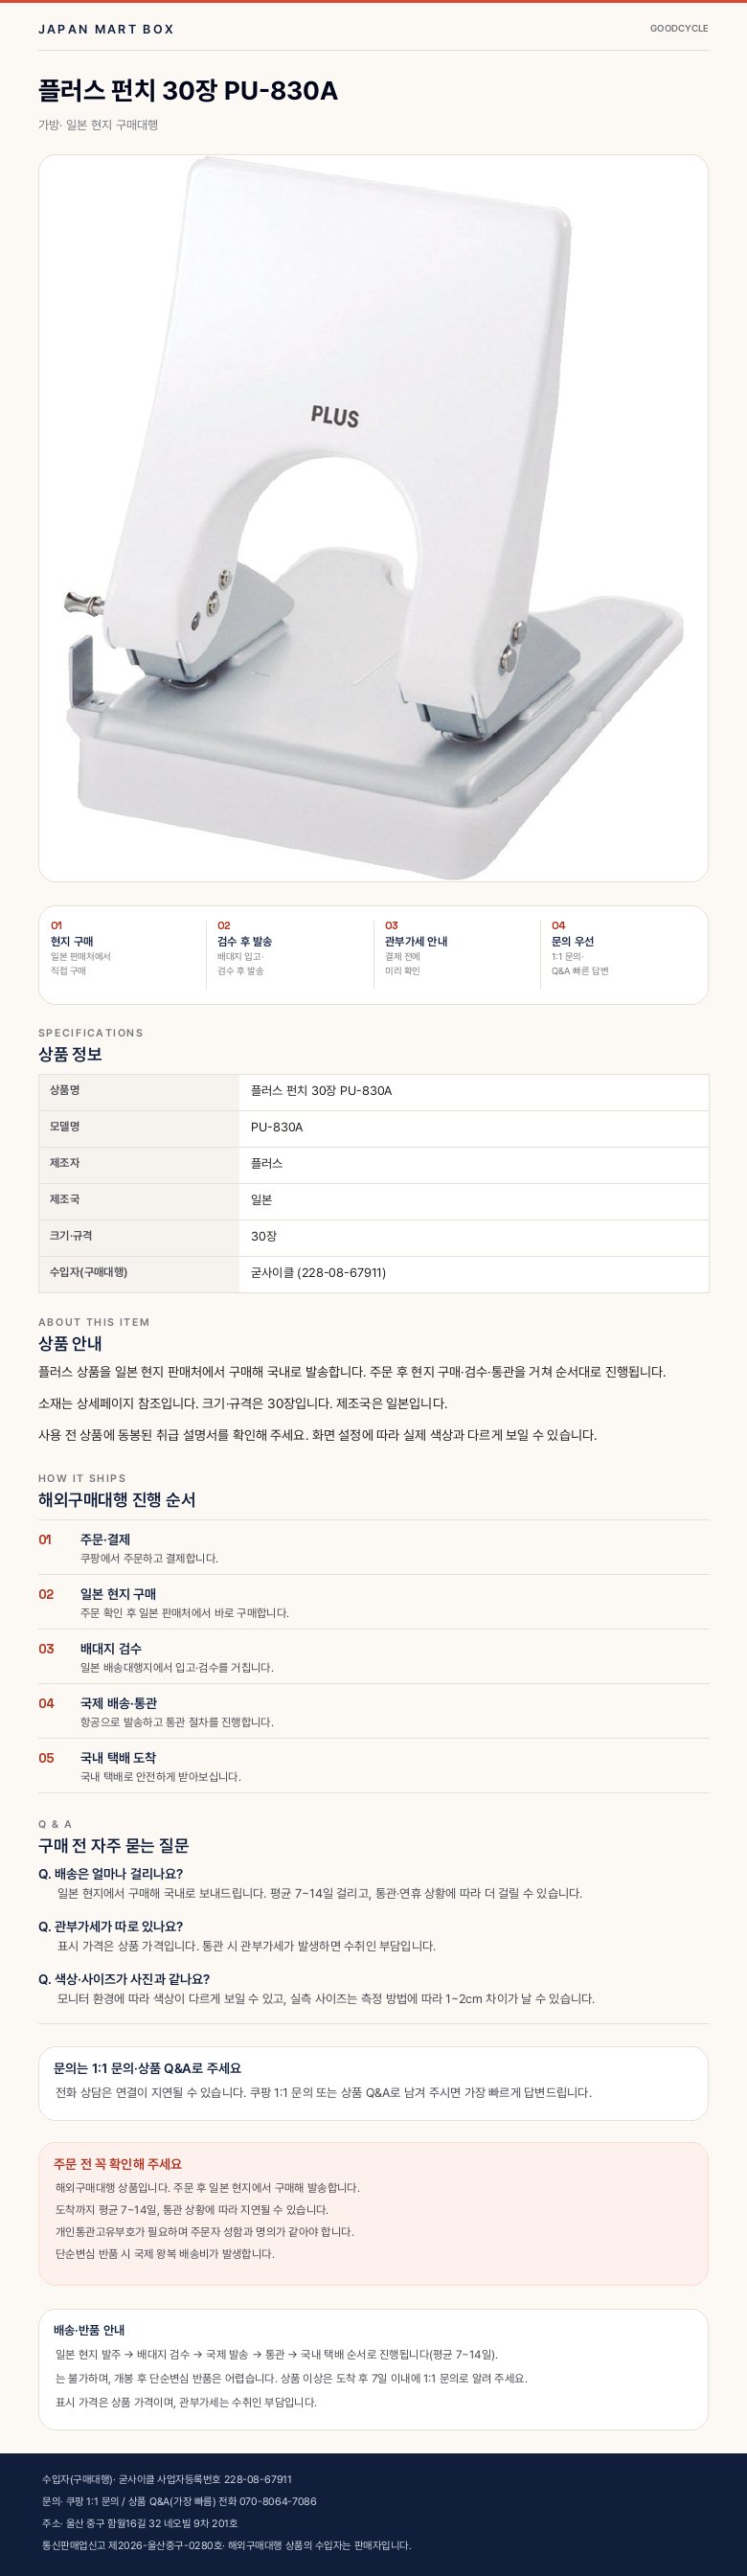 JAPAN MART BOX
GOODCYCLE
플러스 펀치 30장 PU-830A
가방· 일본 현지 구매대행
PLUS
01
현지 구매
일본 판매처에서
직접 구매
02
검수 후 발송
배대지 입고·
검수 후 발송
03
관부가세 안내
결제 전에
미리 확인
04
문의 우선
1:1 문의·
Q&A 빠른 답변
SPECIFICATIONS
상품 정보
상품명 플러스 펀치 30장 PU-830A
모델명 PU-830A
제조자 플러스
제조국 일본
크기·규격 30장
수입자(구매대행) 굳사이클 (228-08-67911)
ABOUT THIS ITEM
상품 안내
플러스 상품을 일본 현지 판매처에서 구매해 국내로 발송합니다. 주문 후 현지 구매·검수·통관을 거쳐 순서대로 진행됩니다.
소재는 상세페이지 참조입니다. 크기·규격은 30장입니다. 제조국은 일본입니다.
사용 전 상품에 동봉된 취급 설명서를 확인해 주세요. 화면 설정에 따라 실제 색상과 다르게 보일 수 있습니다.
HOW IT SHIPS
해외구매대행 진행 순서
01 주문·결제
쿠팡에서 주문하고 결제합니다.
02 일본 현지 구매
주문 확인 후 일본 판매처에서 바로 구매합니다.
03 배대지 검수
일본 배송대행지에서 입고·검수를 거칩니다.
04 국제 배송·통관
항공으로 발송하고 통관 절차를 진행합니다.
05 국내 택배 도착
국내 택배로 안전하게 받아보십니다.
Q & A
구매 전 자주 묻는 질문
Q. 배송은 얼마나 걸리나요?
일본 현지에서 구매해 국내로 보내드립니다. 평균 7~14일 걸리고, 통관·연휴 상황에 따라 더 걸릴 수 있습니다.
Q. 관부가세가 따로 있나요?
표시 가격은 상품 가격입니다. 통관 시 관부가세가 발생하면 수취인 부담입니다.
Q. 색상·사이즈가 사진과 같나요?
모니터 환경에 따라 색상이 다르게 보일 수 있고, 실측 사이즈는 측정 방법에 따라 1~2cm 차이가 날 수 있습니다.
문의는 1:1 문의·상품 Q&A로 주세요
전화 상담은 연결이 지연될 수 있습니다. 쿠팡 1:1 문의 또는 상품 Q&A로 남겨 주시면 가장 빠르게 답변드립니다.
주문 전 꼭 확인해 주세요
해외구매대행 상품입니다. 주문 후 일본 현지에서 구매해 발송합니다.
도착까지 평균 7~14일, 통관 상황에 따라 지연될 수 있습니다.
개인통관고유부호가 필요하며 주문자 성함과 명의가 같아야 합니다.
단순변심 반품 시 국제 왕복 배송비가 발생합니다.
배송·반품 안내
일본 현지 발주 → 배대지 검수 → 국제 발송 → 통관 → 국내 택배 순서로 진행됩니다(평균 7~14일).
는 불가하며, 개봉 후 단순변심 반품은 어렵습니다. 상품 이상은 도착 후 7일 이내에 1:1 문의로 알려 주세요.
표시 가격은 상품 가격이며, 관부가세는 수취인 부담입니다.
수입자(구매대행)· 굳사이클 사업자등록번호 228-08-67911
문의· 쿠팡 1:1 문의 / 상품 Q&A(가장 빠름) 전화 070-8064-7086
주소· 울산 중구 함월16길 32 네오빌 9차 201호
통신판매업신고 제2026-울산중구-0280호· 해외구매대행 상품의 수입자는 판매자입니다.